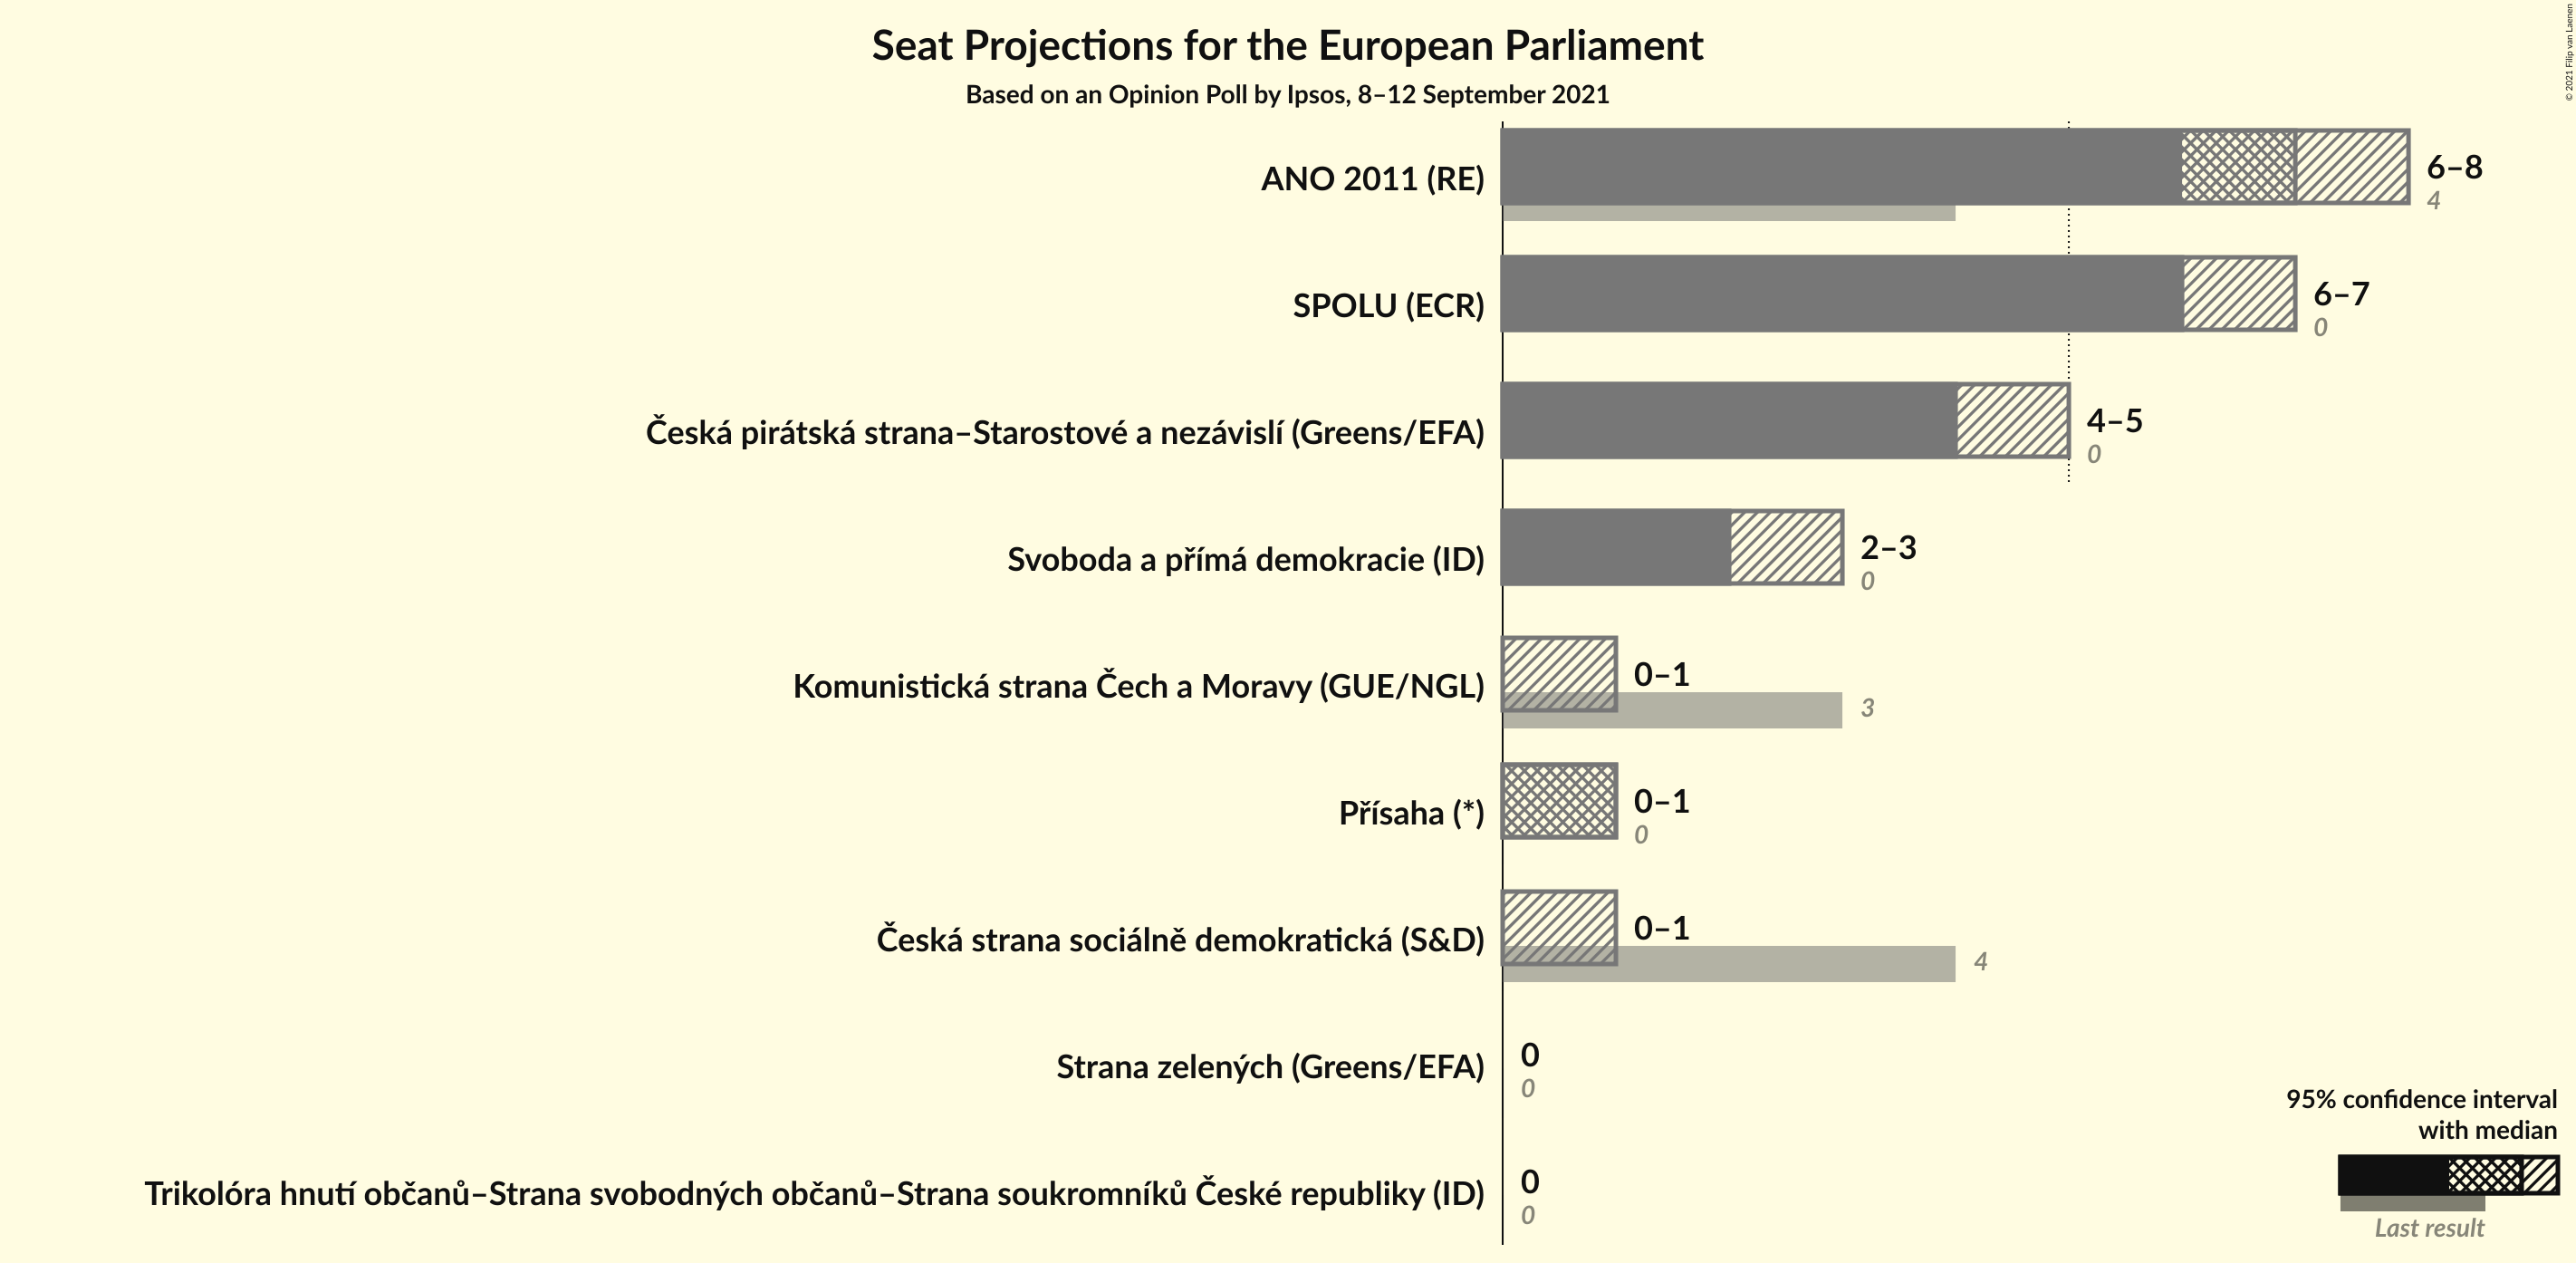 Seat Projections for the European Parliament
Based on an Opinion Poll by Ipsos, 8–12 September 2021
© 2021 Filip van Laenen
ANO 2011 (RE)
6–8
4
SPOLU (ECR)
6–7
0
Česká pirátská strana–Starostové a nezávislí (Greens/EFA)
4–5
0
Svoboda a přímá demokracie (ID)
2–3
0
Komunistická strana Čech a Moravy (GUE/NGL)
0–1
3
Přísaha (*)
0–1
0
Česká strana sociálně demokratická (S&D)
0–1
4
Strana zelených (Greens/EFA)
0
0
Trikolóra hnutí občanů–Strana svobodných občanů–Strana soukromníků České republiky (ID)
0
0
95% confidence interval
with median
Last result